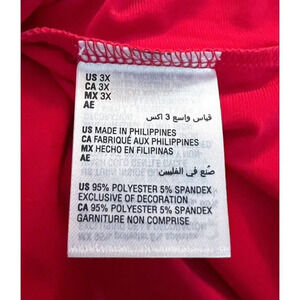 US 3X
CA 3X
MX 3X
AE
قياس واسع 3 اكس
US MADE IN PHILIPPINES
CA FABRIQUÉ AUX PHILIPPINES
MX HECHO EN FILIPINAS
AE
صُنع في الفلبين
US 95% POLYESTER 5% SPANDEX
EXCLUSIVE OF DECORATION
CA 95% POLYESTER 5% SPANDEX
GARNITURE NON COMPRISE